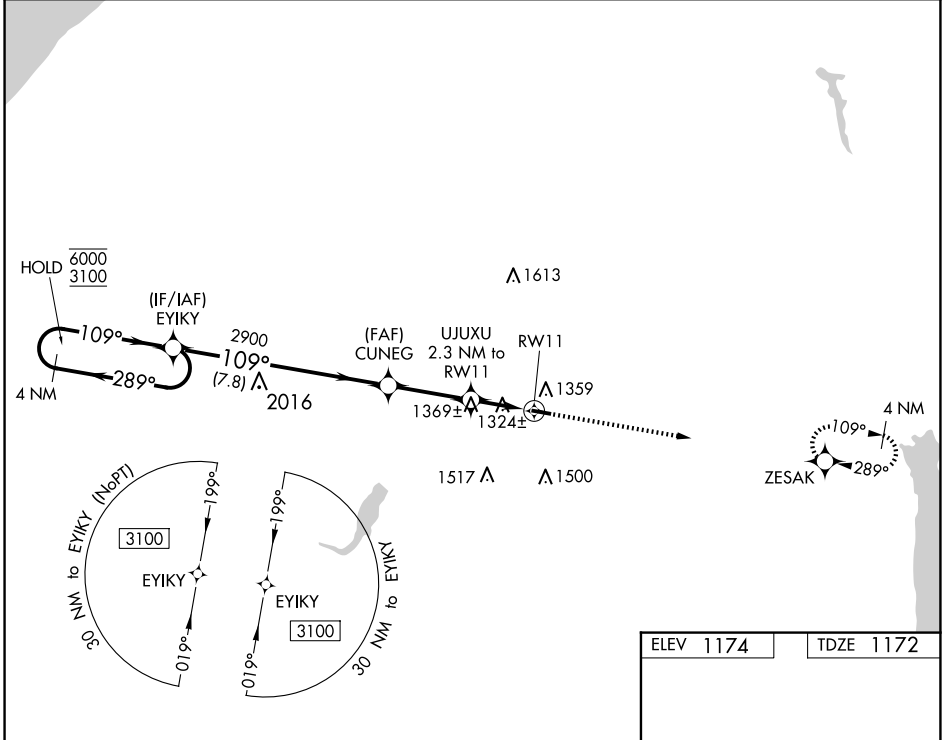 1613
HOLD 6000
3100
(IF/IAF)
EYIKY
109°
289°
4 NM
2900
109°
(7.8)
2016
(FAF)
CUNEG
UJUXU
2.3 NM to
RW11
RW11
1359
1369±
1324±
1517
1500
4 NM
109°
289°
ZESAK
30 NM to EYIKY (NoPT)
199°
3100
EYIKY
019°
199°
EYIKY
3100
019°
30 NM to EYIKY
ELEV 1174
TDZE 1172